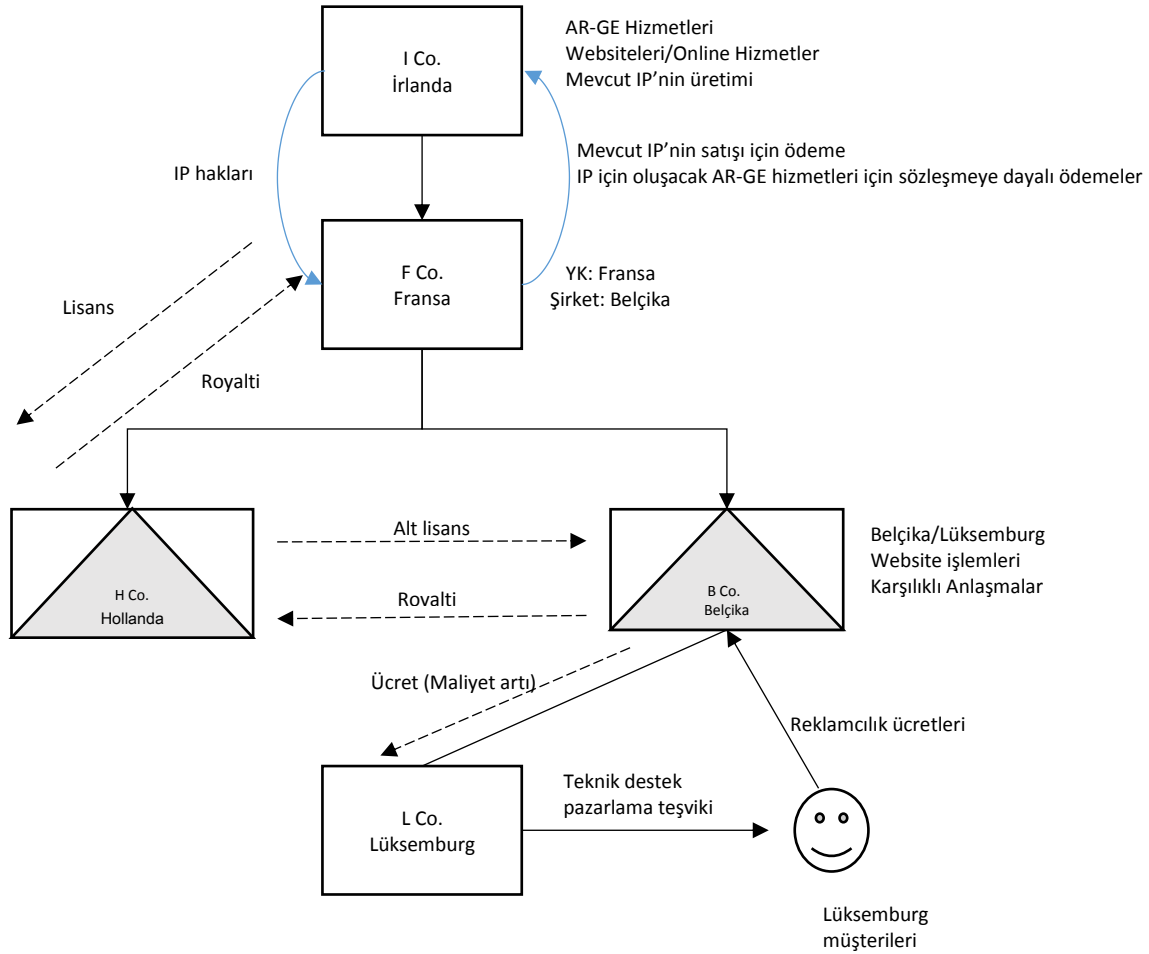 I Co.
İrlanda
AR-GE Hizmetleri
Websiteleri/Online Hizmetler
Mevcut IP’nin üretimi
IP hakları
Mevcut IP’nin satışı için ödeme
IP için oluşacak AR-GE hizmetleri için sözleşmeye dayalı ödemeler
F Co.
Fransa
YK: Fransa
Şirket: Belçika
Lisans
Royalti
H Co.
Hollanda
Alt lisans
Rovalti
B Co.
Belçika
Belçika/Lüksemburg
Website işlemleri
Karşılıklı Anlaşmalar
Ücret (Maliyet artı)
Reklamcılık ücretleri
L Co.
Lüksemburg
Teknik destek
pazarlama teşviki
Lüksemburg
müşterileri